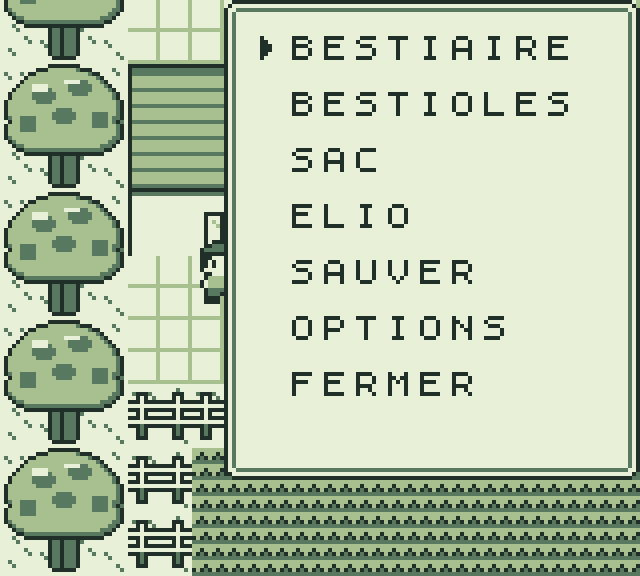 BESTIAIRE
BESTIOLES
SAC
ELIO
SAUVER
OPTIONS
FERMER